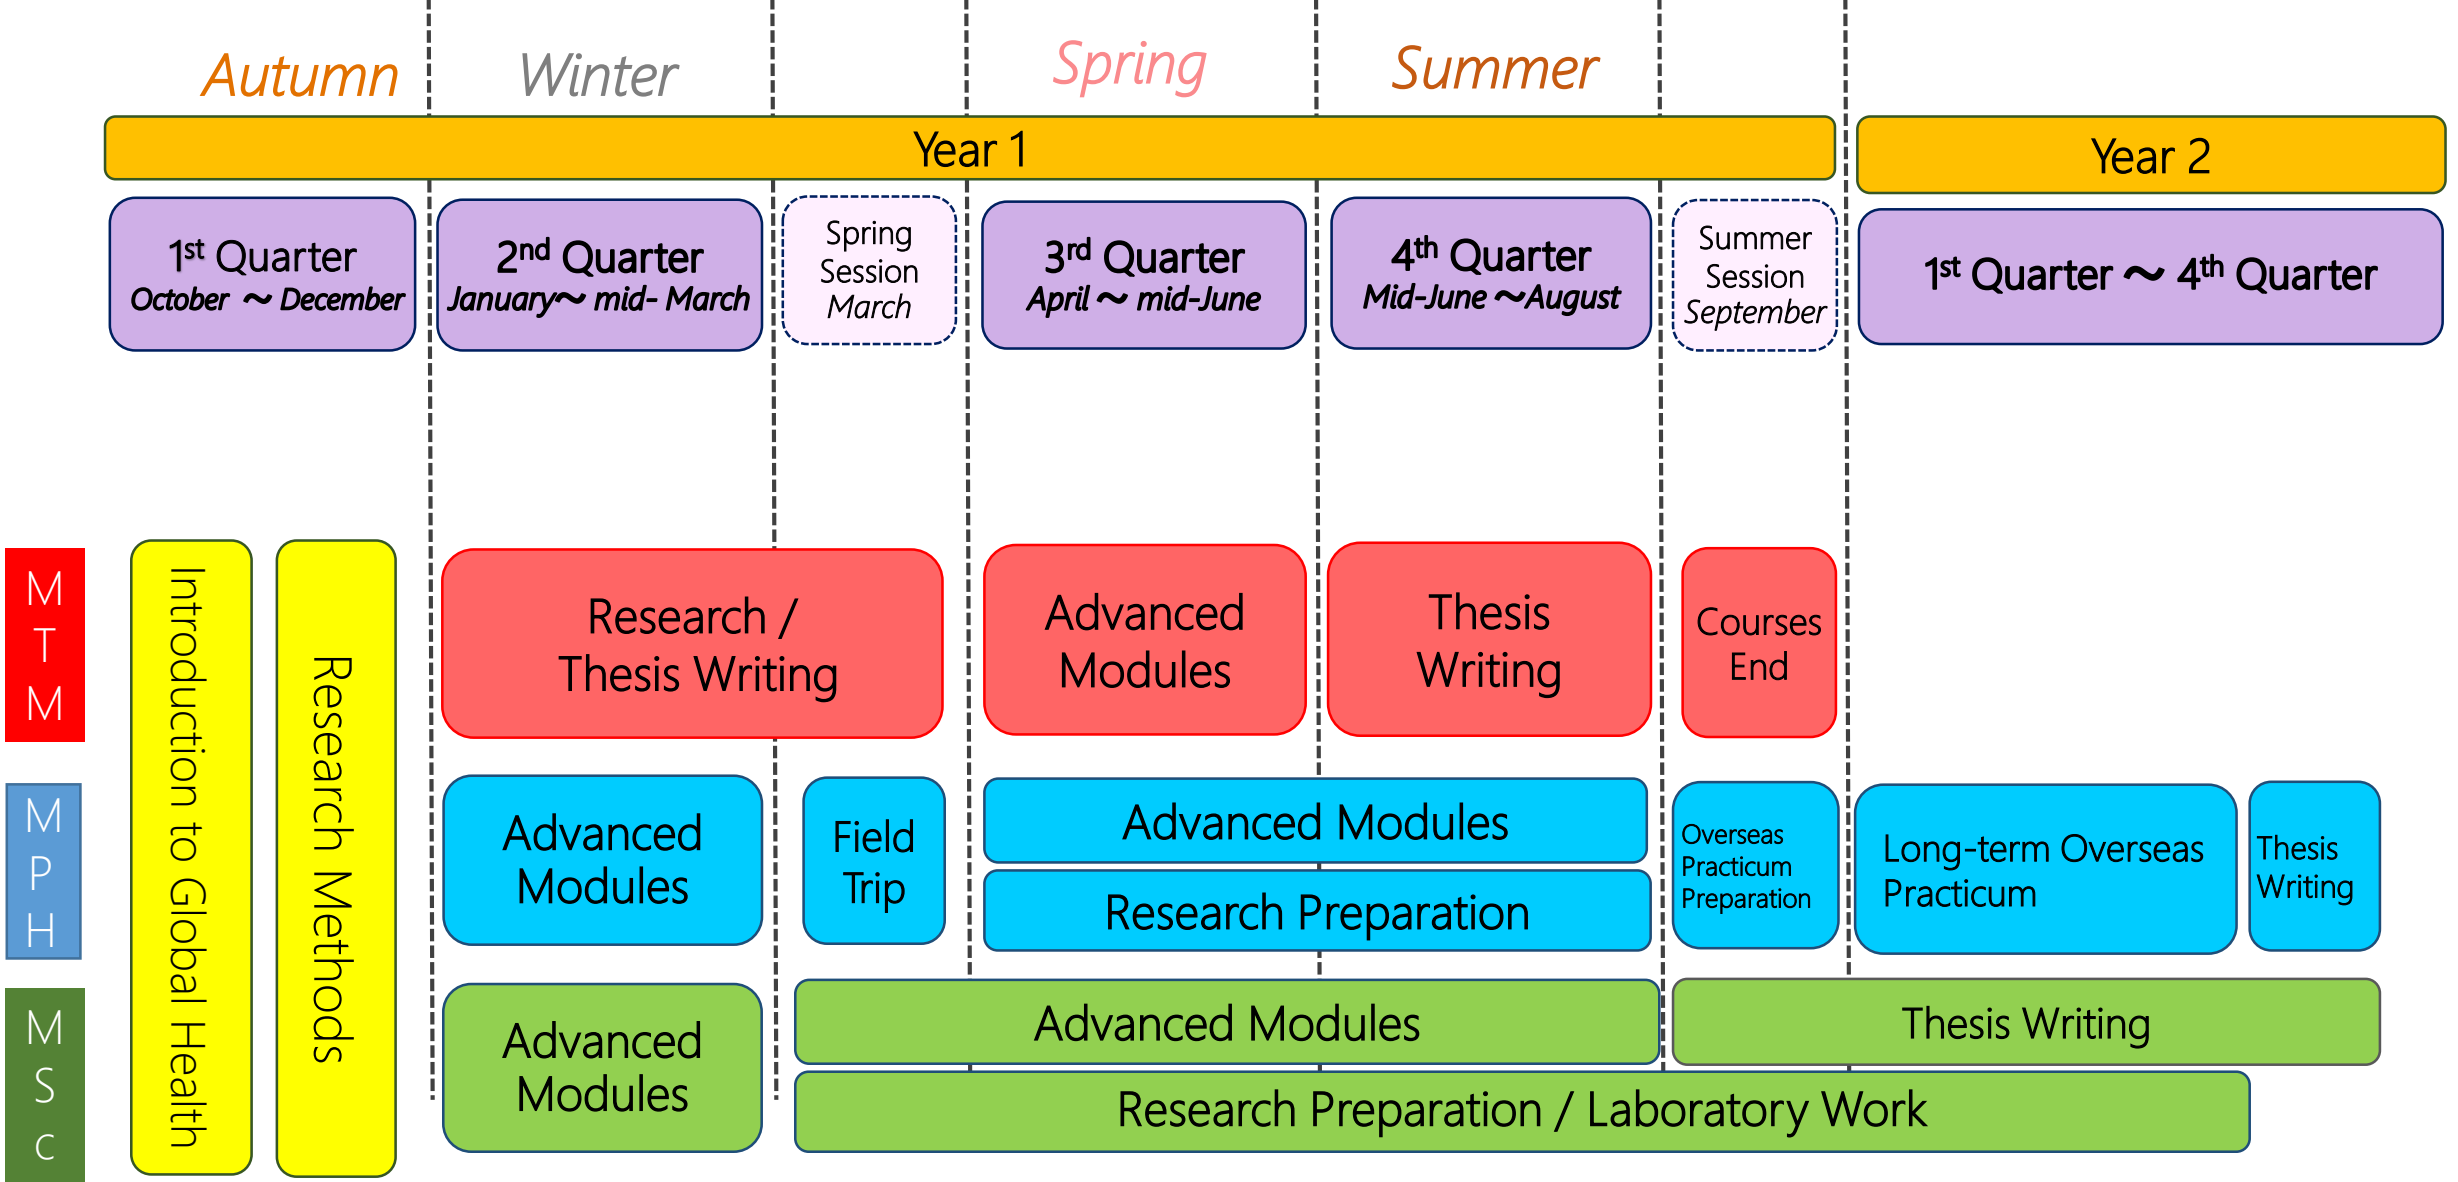 Autumn
Winter
Spring
Summer
Year 1
Year 2
1st Quarter
October ～ December
2nd Quarter
January～ mid- March
Spring
Session
March
3rd Quarter
April ～ mid-June
4th Quarter
Mid-June ～August
Summer
Session
September
1st Quarter ～ 4th Quarter
Introduction to Global Health
Research Methods
MTM
Research /
Thesis Writing
Advanced
Modules
Thesis
Writing
Courses
End
MPH
Advanced
Modules
Field
Trip
Advanced Modules
Research Preparation
Overseas
Practicum
Preparation
Long-term Overseas
Practicum
Thesis
Writing
MSc
Advanced
Modules
Advanced Modules
Thesis Writing
Research Preparation / Laboratory Work